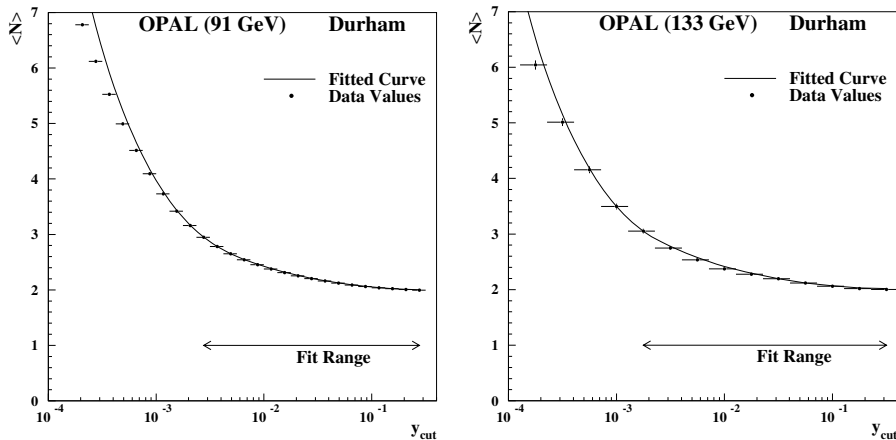 <N>
7
6
5
4
3
2
1
0
OPAL (91 GeV) Durham
Fitted Curve
Data Values
Fit Range
10^-4 10^-3 10^-2 10^-1
y_cut
<N>
7
6
5
4
3
2
1
0
OPAL (133 GeV) Durham
Fitted Curve
Data Values
Fit Range
10^-4 10^-3 10^-2 10^-1
y_cut